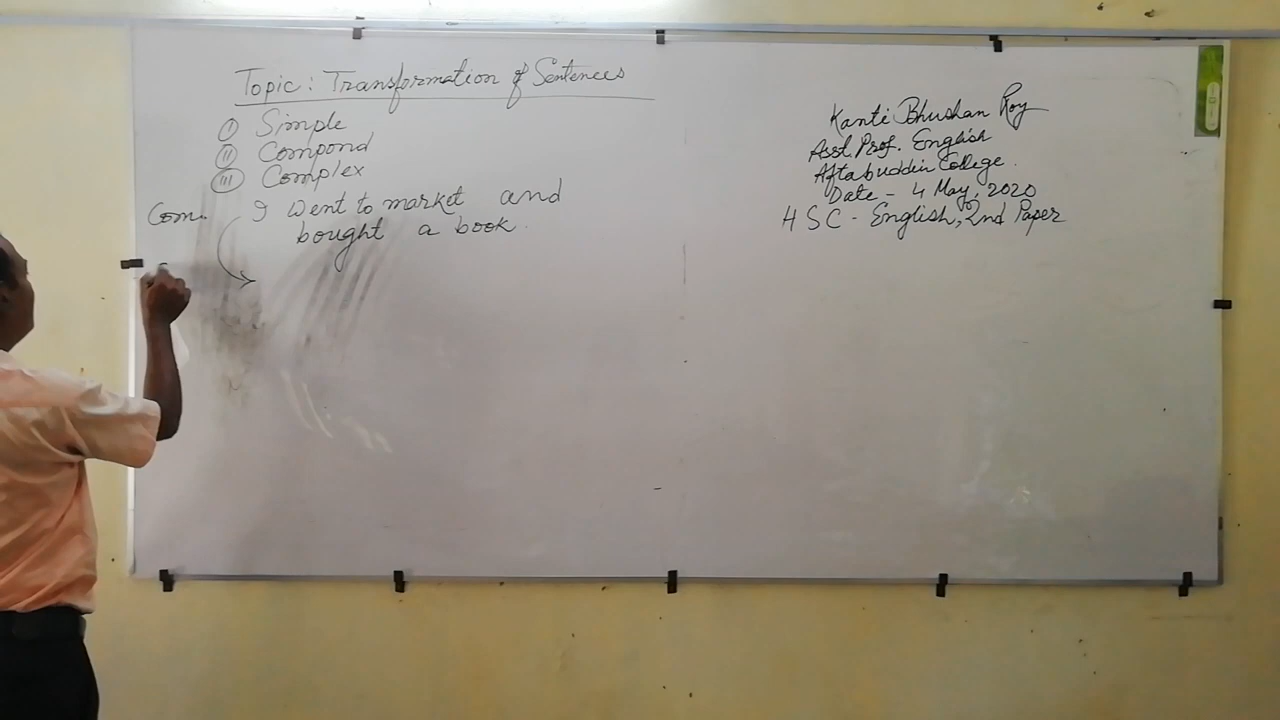 Topic: Transformation of Sentences
I Simple
II Compond
III Complex
Com. I Went to market and
bought a book.
Kanti Bhushan Roy
Asst. Prof. English
Aftabuddin College.
Date - 4 May, 2020
HSC - English, 2nd Paper